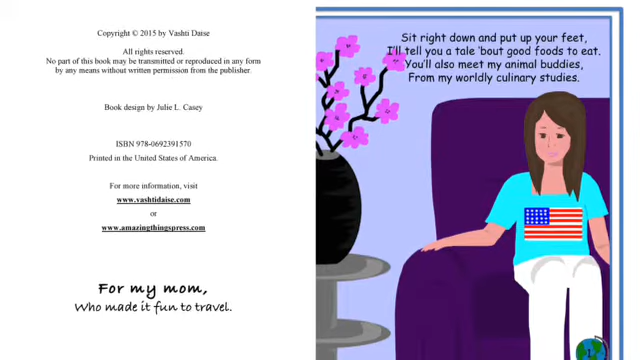 Copyright © 2015 by Vashti Daise
All rights reserved.
No part of this book may be transmitted or reproduced in any form
by any means without written permission from the publisher.
Book design by Julie L. Casey
ISBN 978-0692391570
Printed in the United States of America.
For more information, visit
www.vashtidaise.com
or
www.amazingthingspress.com
For my mom,
Who made it fun to travel.
Sit right down and put up your feet,
I'll tell you a tale 'bout good foods to eat.
You'll also meet my animal buddies,
From my worldly culinary studies.